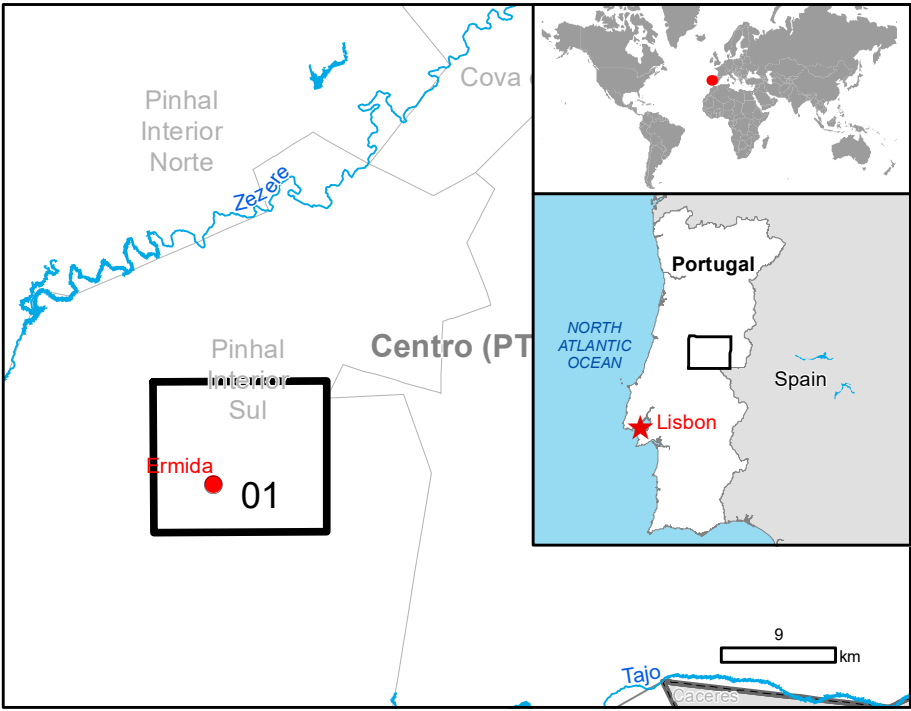 Pinhal
Interior
Norte
Cova
Zezere
Pinhal
Interior
Sul
Centro (PT
Ermida
01
Portugal
NORTH
ATLANTIC
OCEAN
Spain
Lisbon
9
km
Tajo
Caceres